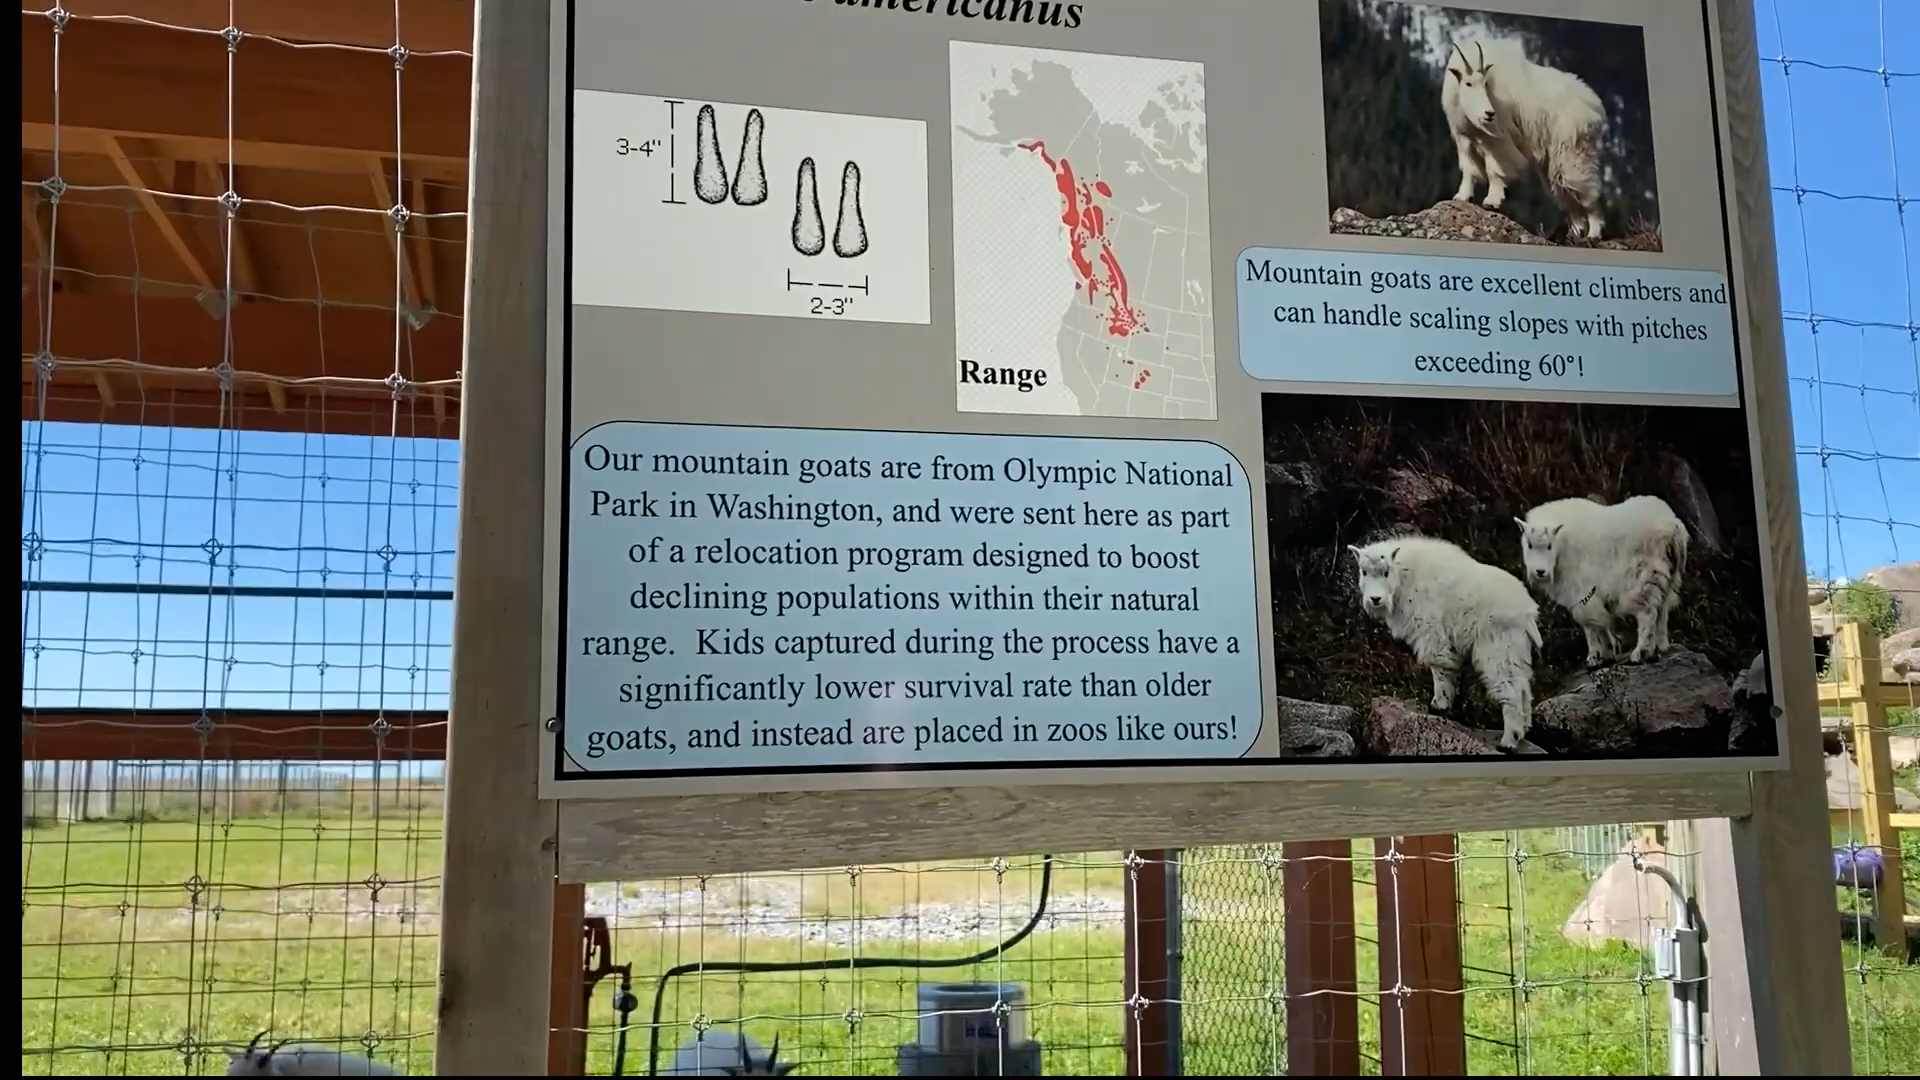 americanus
3-4"
2-3"
Range
Mountain goats are excellent climbers and
can handle scaling slopes with pitches
exceeding 60°!
Our mountain goats are from Olympic National
Park in Washington, and were sent here as part
of a relocation program designed to boost
declining populations within their natural
range. Kids captured during the process have a
significantly lower survival rate than older
goats, and instead are placed in zoos like ours!